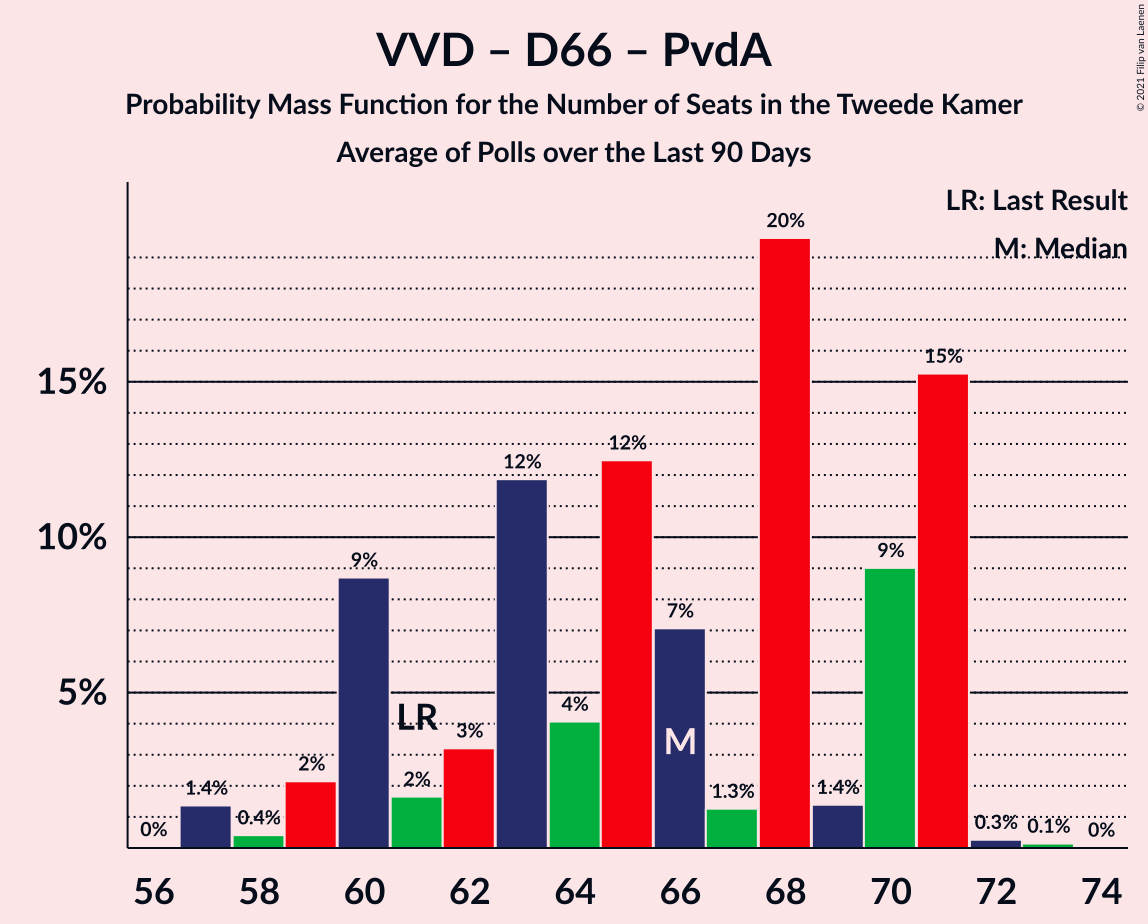 VVD – D66 – PvdA
Probability Mass Function for the Number of Seats in the Tweede Kamer
Average of Polls over the Last 90 Days
© 2021 Filip van Laenen
LR: Last Result
M: Median
15%
10%
5%
0%
1.4%
0.4%
2%
9%
2%
LR
3%
12%
4%
12%
7%
M
1.3%
20%
1.4%
9%
15%
0.3%
0.1%
0%
56 58 60 62 64 66 68 70 72 74